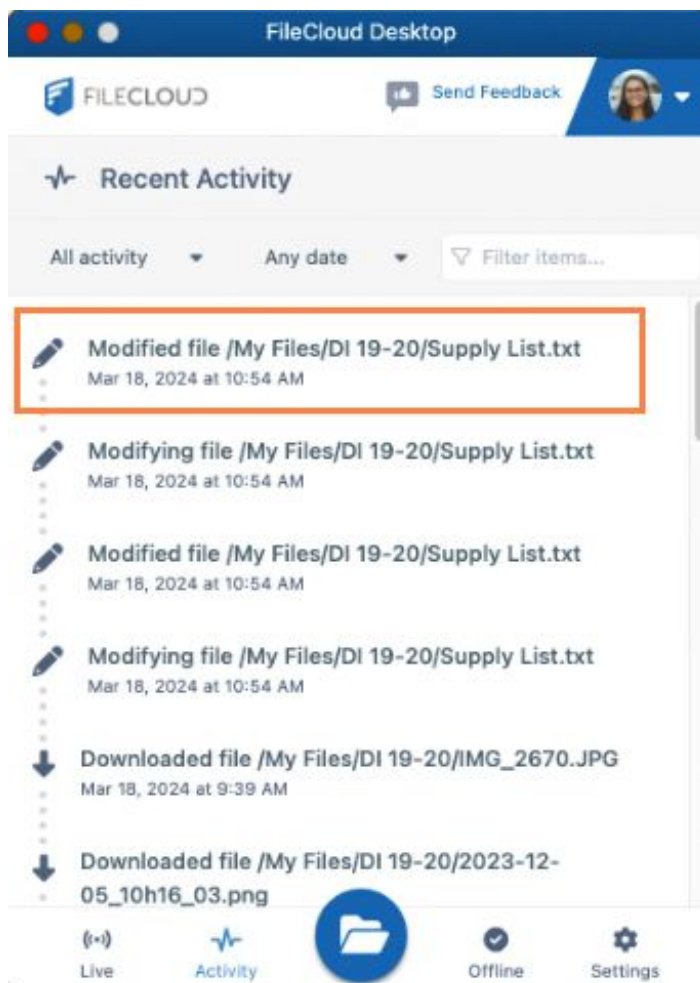 FileCloud Desktop
FILECLOUD
Send Feedback
Recent Activity
All activity
Any date
Filter items...
Modified file /My Files/DI 19-20/Supply List.txt
Mar 18, 2024 at 10:54 AM
Modifying file /My Files/DI 19-20/Supply List.txt
Mar 18, 2024 at 10:54 AM
Modified file /My Files/DI 19-20/Supply List.txt
Mar 18, 2024 at 10:54 AM
Modifying file /My Files/DI 19-20/Supply List.txt
Mar 18, 2024 at 10:54 AM
Downloaded file /My Files/DI 19-20/IMG_2670.JPG
Mar 18, 2024 at 9:39 AM
Downloaded file /My Files/DI 19-20/2023-12-
05_10h16_03.png
Live
Activity
Offline
Settings